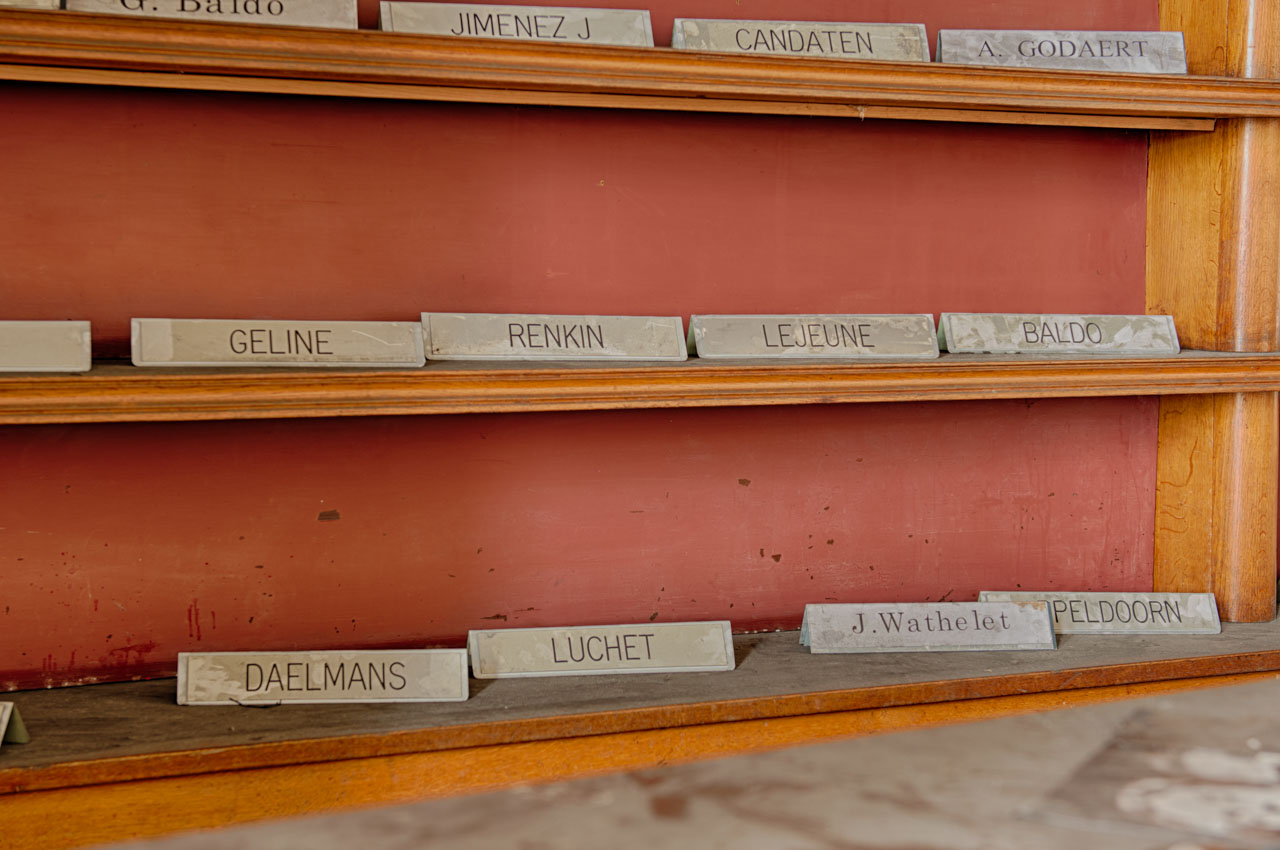 G. Baldo
JIMENEZ J
CANDATEN
A. GODAERT
GELINE
RENKIN
LEJEUNE
BALDO
DAELMANS
LUCHET
J.Wathelet
PELDOORN